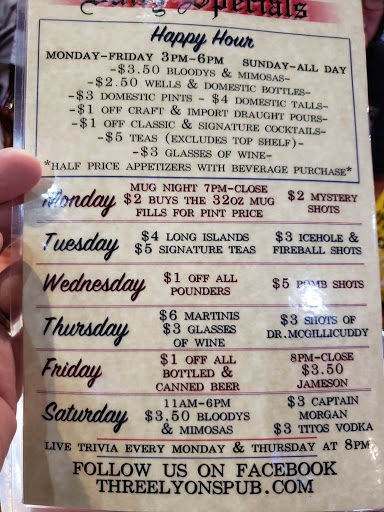 Daily Specials
Happy Hour
MONDAY-FRIDAY 3PM-6PM SUNDAY-ALL DAY
-$3.50 BLOODYS & MIMOSAS-
-$2.50 WELLS & DOMESTIC BOTTLES-
-$3 DOMESTIC PINTS - $4 DOMESTIC TALLS-
-$1 OFF CRAFT & IMPORT DRAUGHT POURS-
-$1 OFF CLASSIC & SIGNATURE COCKTAILS-
-$5 TEAS (EXCLUDES TOP SHELF)-
-$3 GLASSES OF WINE-
*HALF PRICE APPETIZERS WITH BEVERAGE PURCHASE*
Monday
MUG NIGHT 7PM-CLOSE
$2 BUYS THE 32OZ MUG
FILLS FOR PINT PRICE
$2 MYSTERY
SHOTS
Tuesday
$4 LONG ISLANDS
$5 SIGNATURE TEAS
$3 ICEHOLE &
FIREBALL SHOTS
Wednesday
$1 OFF ALL
POUNDERS
$5 BOMB SHOTS
Thursday
$6 MARTINIS
$3 GLASSES
OF WINE
$3 SHOTS OF
DR.MCGILLICUDDY
Friday
$1 OFF ALL
BOTTLED &
CANNED BEER
8PM-CLOSE
$3.50
JAMESON
Saturday
11AM-6PM
$3.50 BLOODYS
& MIMOSAS
$3 CAPTAIN
MORGAN
$3 TITOS VODKA
LIVE TRIVIA EVERY MONDAY & THURSDAY AT 8PM
FOLLOW US ON FACEBOOK
THREELYONSPUB.COM